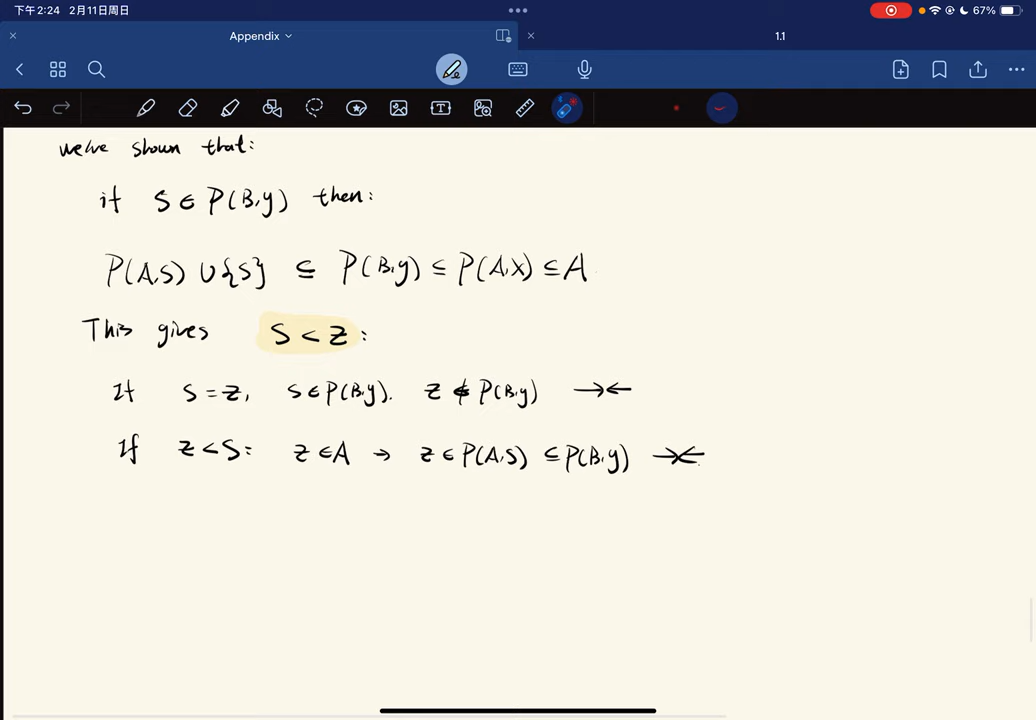 下午2:24 2月11日周日
67%
Appendix
1.1
we've shown that:
if S ∈ P(B,y) then:
P(A,S) ∪ {S} ⊆ P(B,y) ⊆ P(A,x) ⊆ A
This gives S < z:
If S = z, S ∈ P(B,y). z ∉ P(B,y) →←
If z < S: z ∈ A → z ∈ P(A,S) ⊆ P(B,y) →←